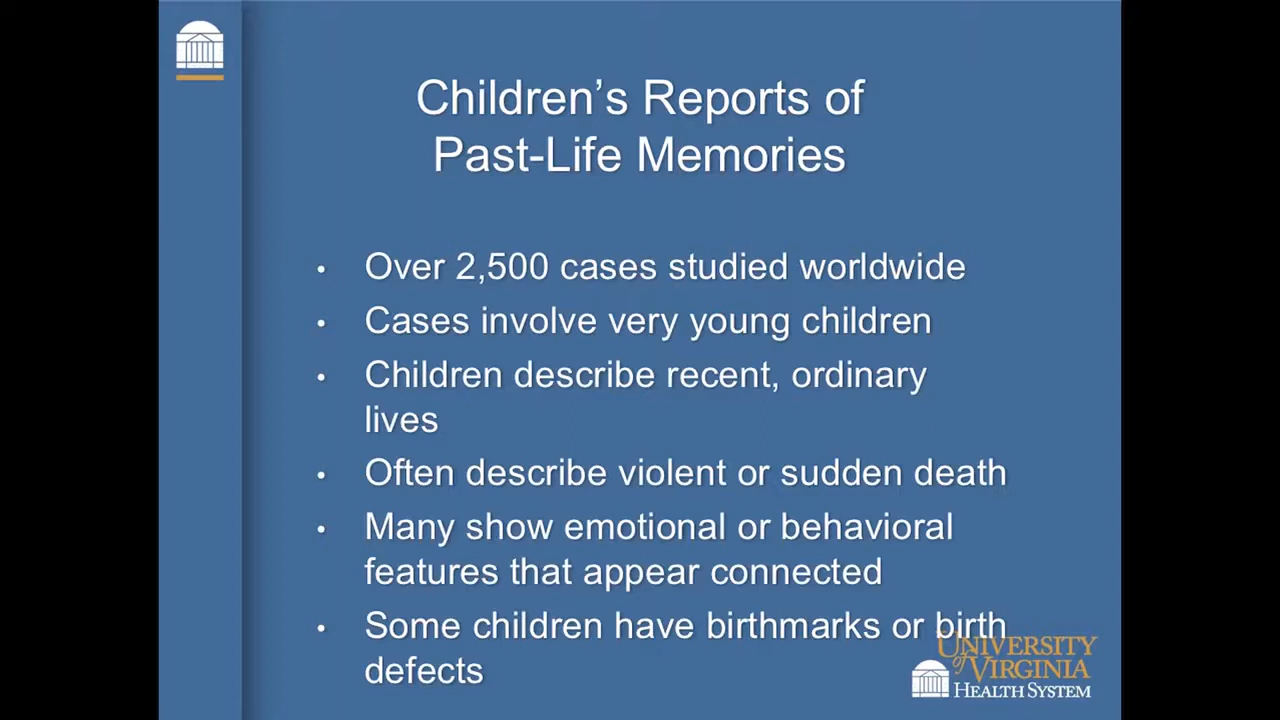 Children's Reports of
Past-Life Memories
• Over 2,500 cases studied worldwide
• Cases involve very young children
• Children describe recent, ordinary
lives
• Often describe violent or sudden death
• Many show emotional or behavioral
features that appear connected
• Some children have birthmarks or birth
defects
UNIVERSITY
of VIRGINIA
HEALTH SYSTEM